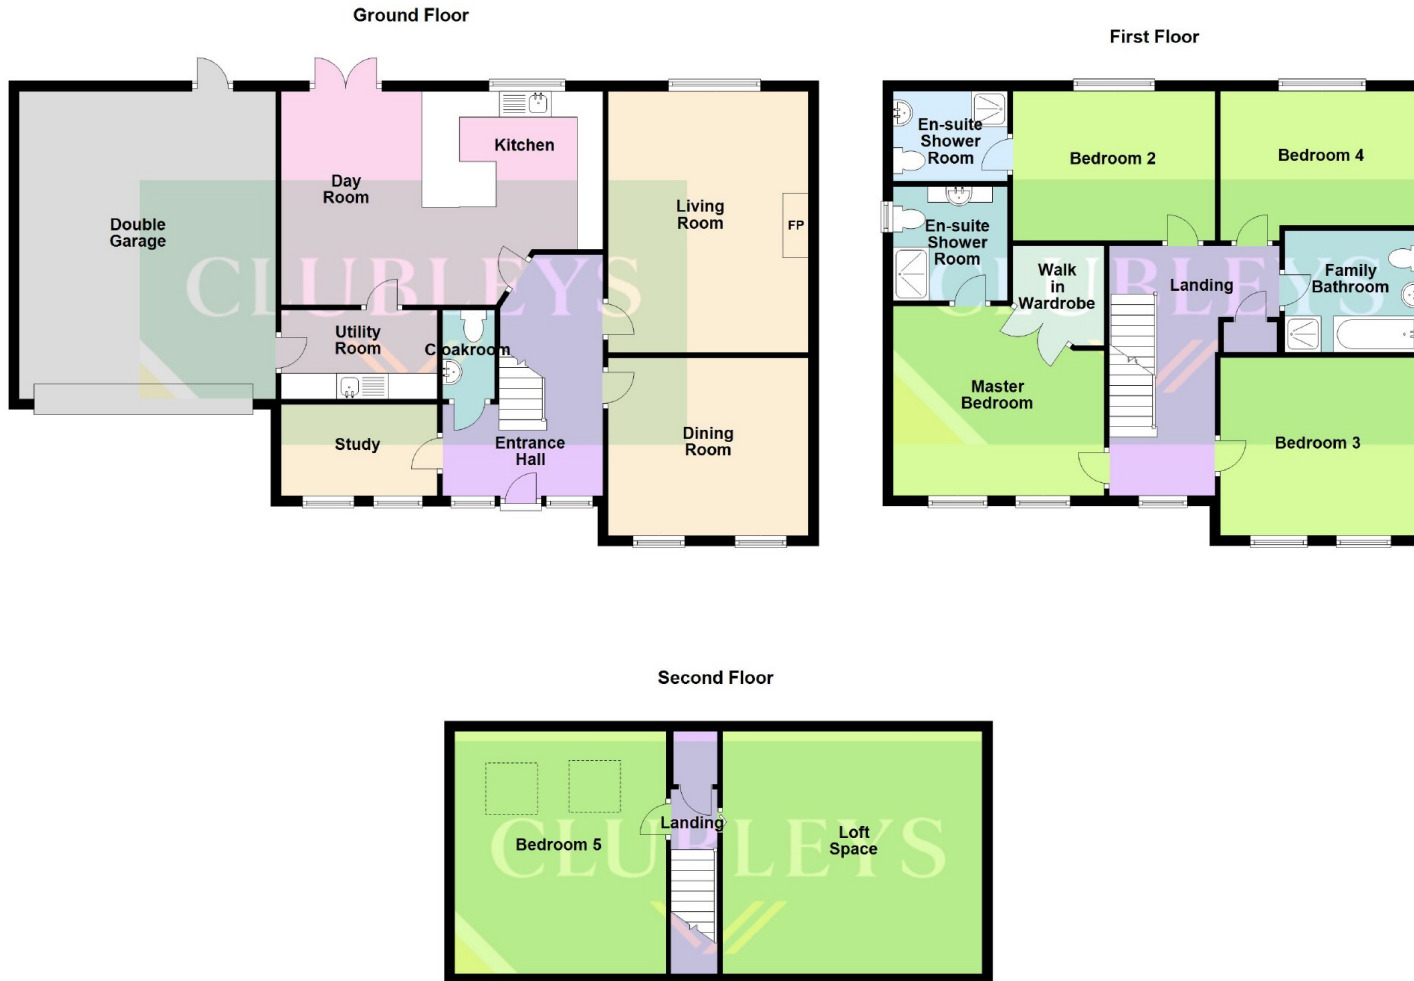 Ground Floor
First Floor
Double
Garage
Day
Room
Kitchen
Living
Room
FP
Utility
Room
Cloakroom
Study
Entrance
Hall
Dining
Room
CLUBLEYS
En-suite
Shower
Room
Bedroom 2
Bedroom 4
En-suite
Shower
Room
Walk
in
Wardrobe
Landing
Family
Bathroom
Master
Bedroom
Bedroom 3
CLUBLEYS
Second Floor
Bedroom 5
Landing
Loft
Space
CLUBLEYS